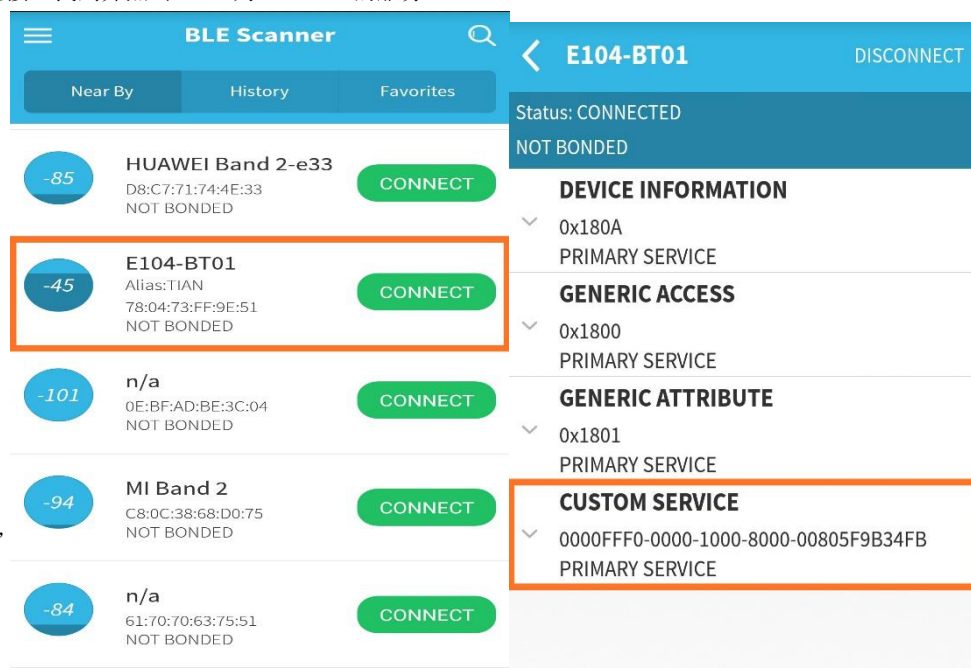 BLE Scanner
Near By History Favorites
-85
HUAWEI Band 2-e33
D8:C7:71:74:4E:33
NOT BONDED
CONNECT
-45
E104-BT01
Alias:TIAN
78:04:73:FF:9E:51
NOT BONDED
CONNECT
-101
n/a
0E:BF:AD:BE:3C:04
NOT BONDED
CONNECT
-94
MI Band 2
C8:0C:38:68:D0:75
NOT BONDED
CONNECT
-84
n/a
61:70:70:63:75:51
NOT BONDED
CONNECT
E104-BT01 DISCONNECT
Status: CONNECTED
NOT BONDED
DEVICE INFORMATION
0x180A
PRIMARY SERVICE
GENERIC ACCESS
0x1800
PRIMARY SERVICE
GENERIC ATTRIBUTE
0x1801
PRIMARY SERVICE
CUSTOM SERVICE
0000FFF0-0000-1000-8000-00805F9B34FB
PRIMARY SERVICE